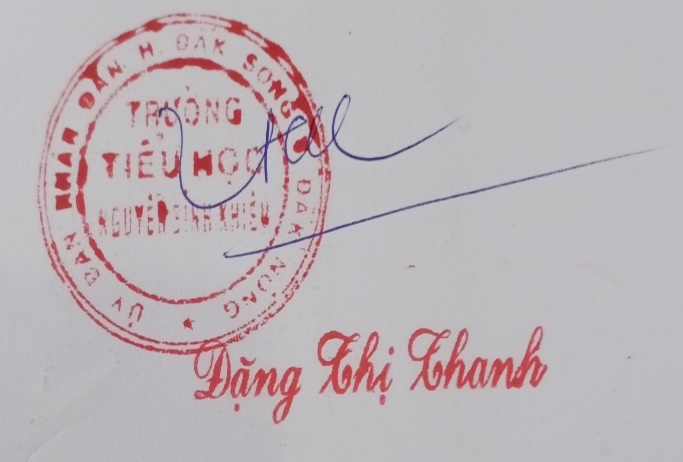 ỦY BAN NHÂN DÂN H. ĐĂK SONG ĐĂK NÔNG ★
TRƯỜNG
TIỂU HỌC
NGUYỄN BỈNH KHIÊM
Đặng Thị Thanh